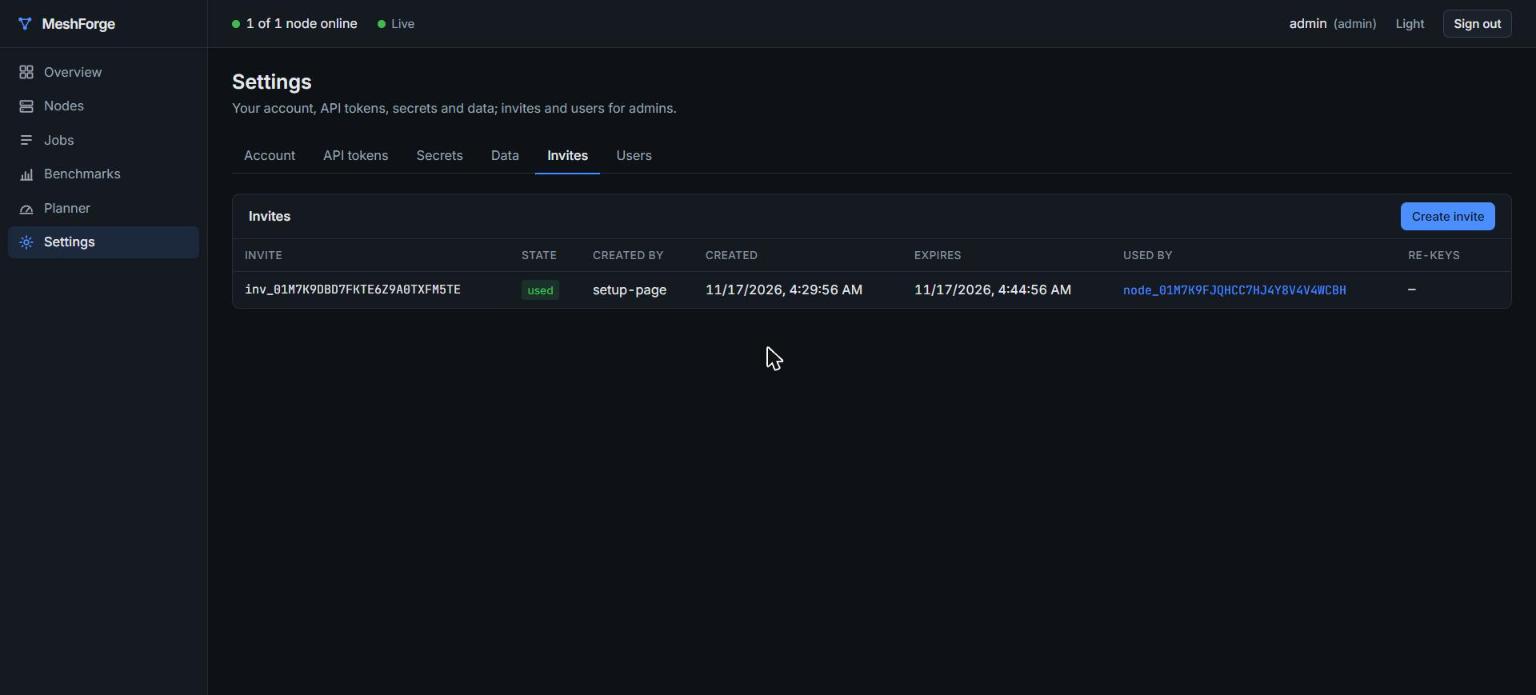 MeshForge
1 of 1 node online
Live
admin (admin)
Light
Sign out
Overview
Nodes
Jobs
Benchmarks
Planner
Settings
Settings
Your account, API tokens, secrets and data; invites and users for admins.
Account API tokens Secrets Data Invites Users
Invites
Create invite
INVITE STATE CREATED BY CREATED EXPIRES USED BY RE-KEYS
inv_01M7K9DBD7FKTE6Z9A0TXFM5TE used setup-page 11/17/2026, 4:29:56 AM 11/17/2026, 4:44:56 AM node_01M7K9FJQHCC7HJ4Y8V4V4WCBH –